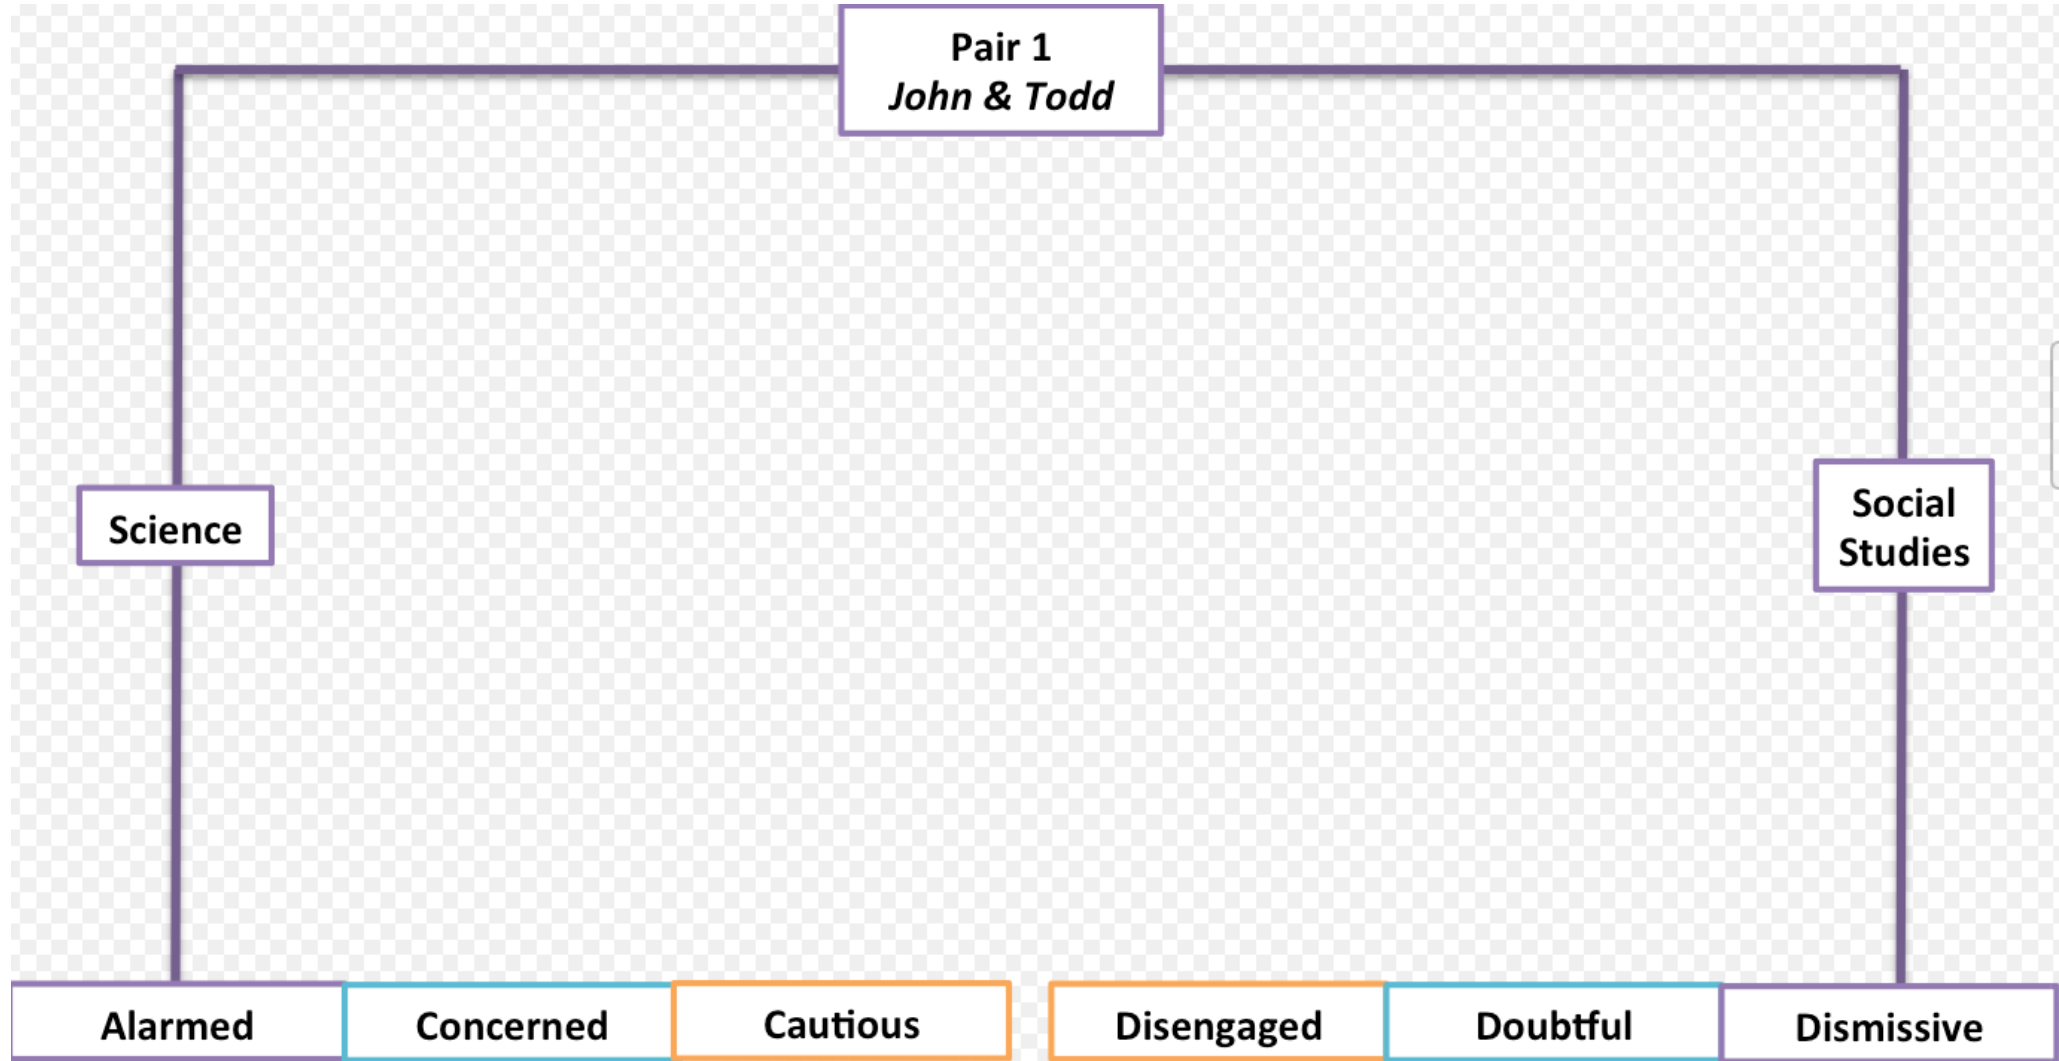 Pair 1
John & Todd
Science
Social
Studies
Alarmed
Concerned
Cautious
Disengaged
Doubtful
Dismissive